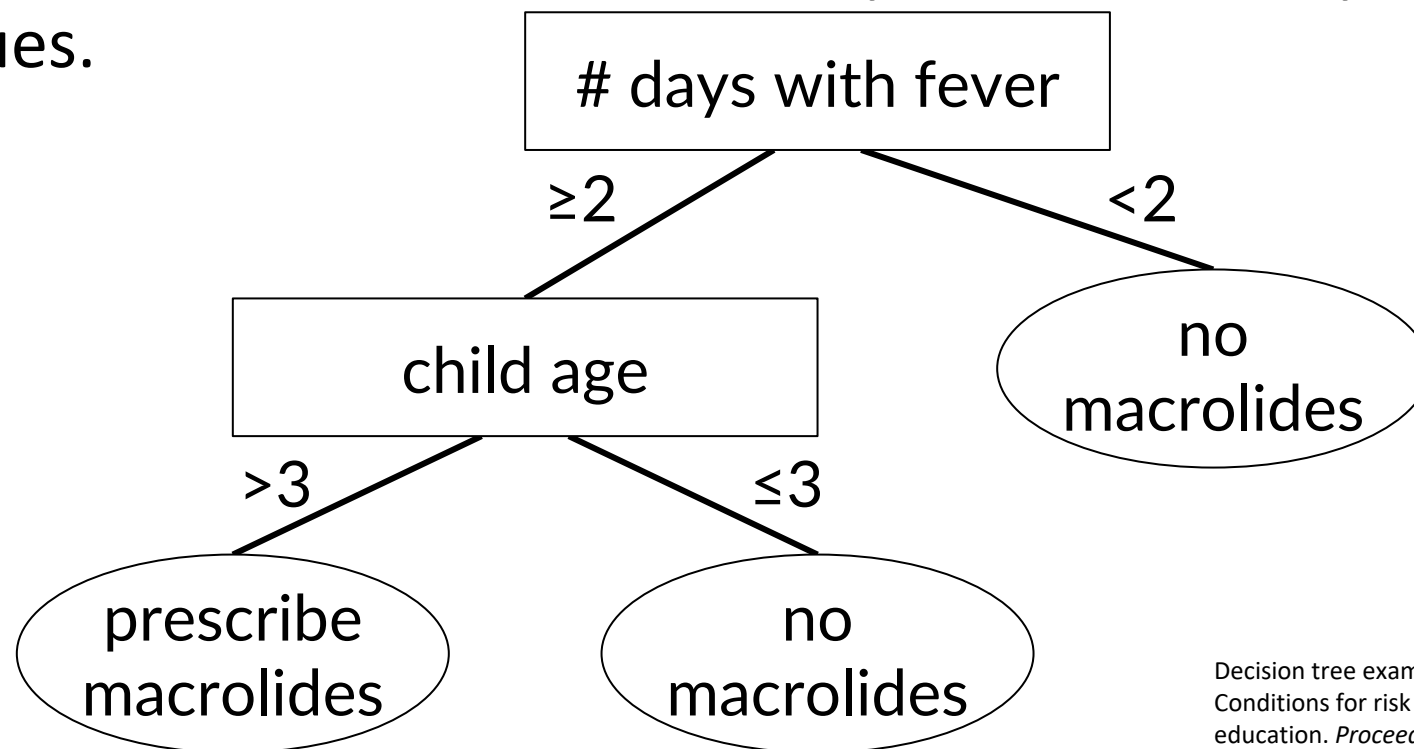 ues.
# days with fever
≥2
<2
child age
no
macrolides
>3
≤3
prescribe
macrolides
no
macrolides
Decision tree exam
Conditions for risk
education. Proceed